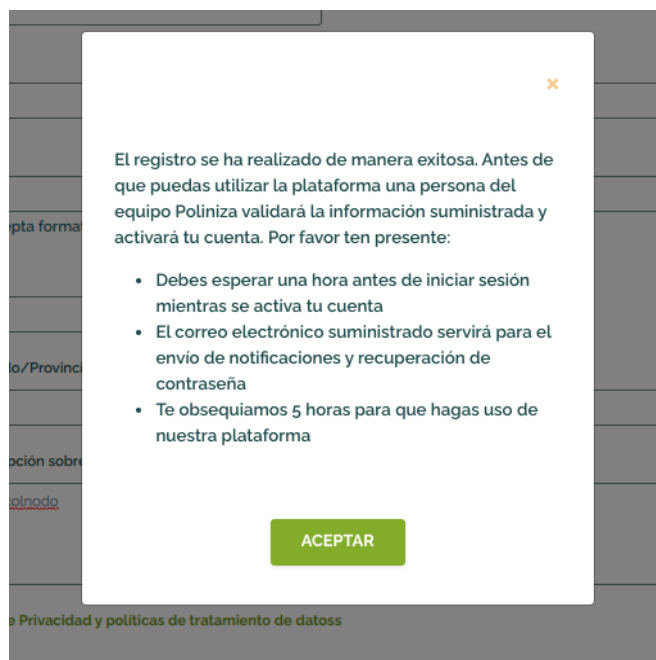 El registro se ha realizado de manera exitosa. Antes de
que puedas utilizar la plataforma una persona del
equipo Poliniza validará la información suministrada y
activará tu cuenta. Por favor ten presente:
• Debes esperar una hora antes de iniciar sesión
mientras se activa tu cuenta
• El correo electrónico suministrado servirá para el
envío de notificaciones y recuperación de
contraseña
• Te obsequiamos 5 horas para que hagas uso de
nuestra plataforma
ACEPTAR
epta format
do/Provinci
pción sobre
colnodo
e Privacidad y políticas de tratamiento de datoss